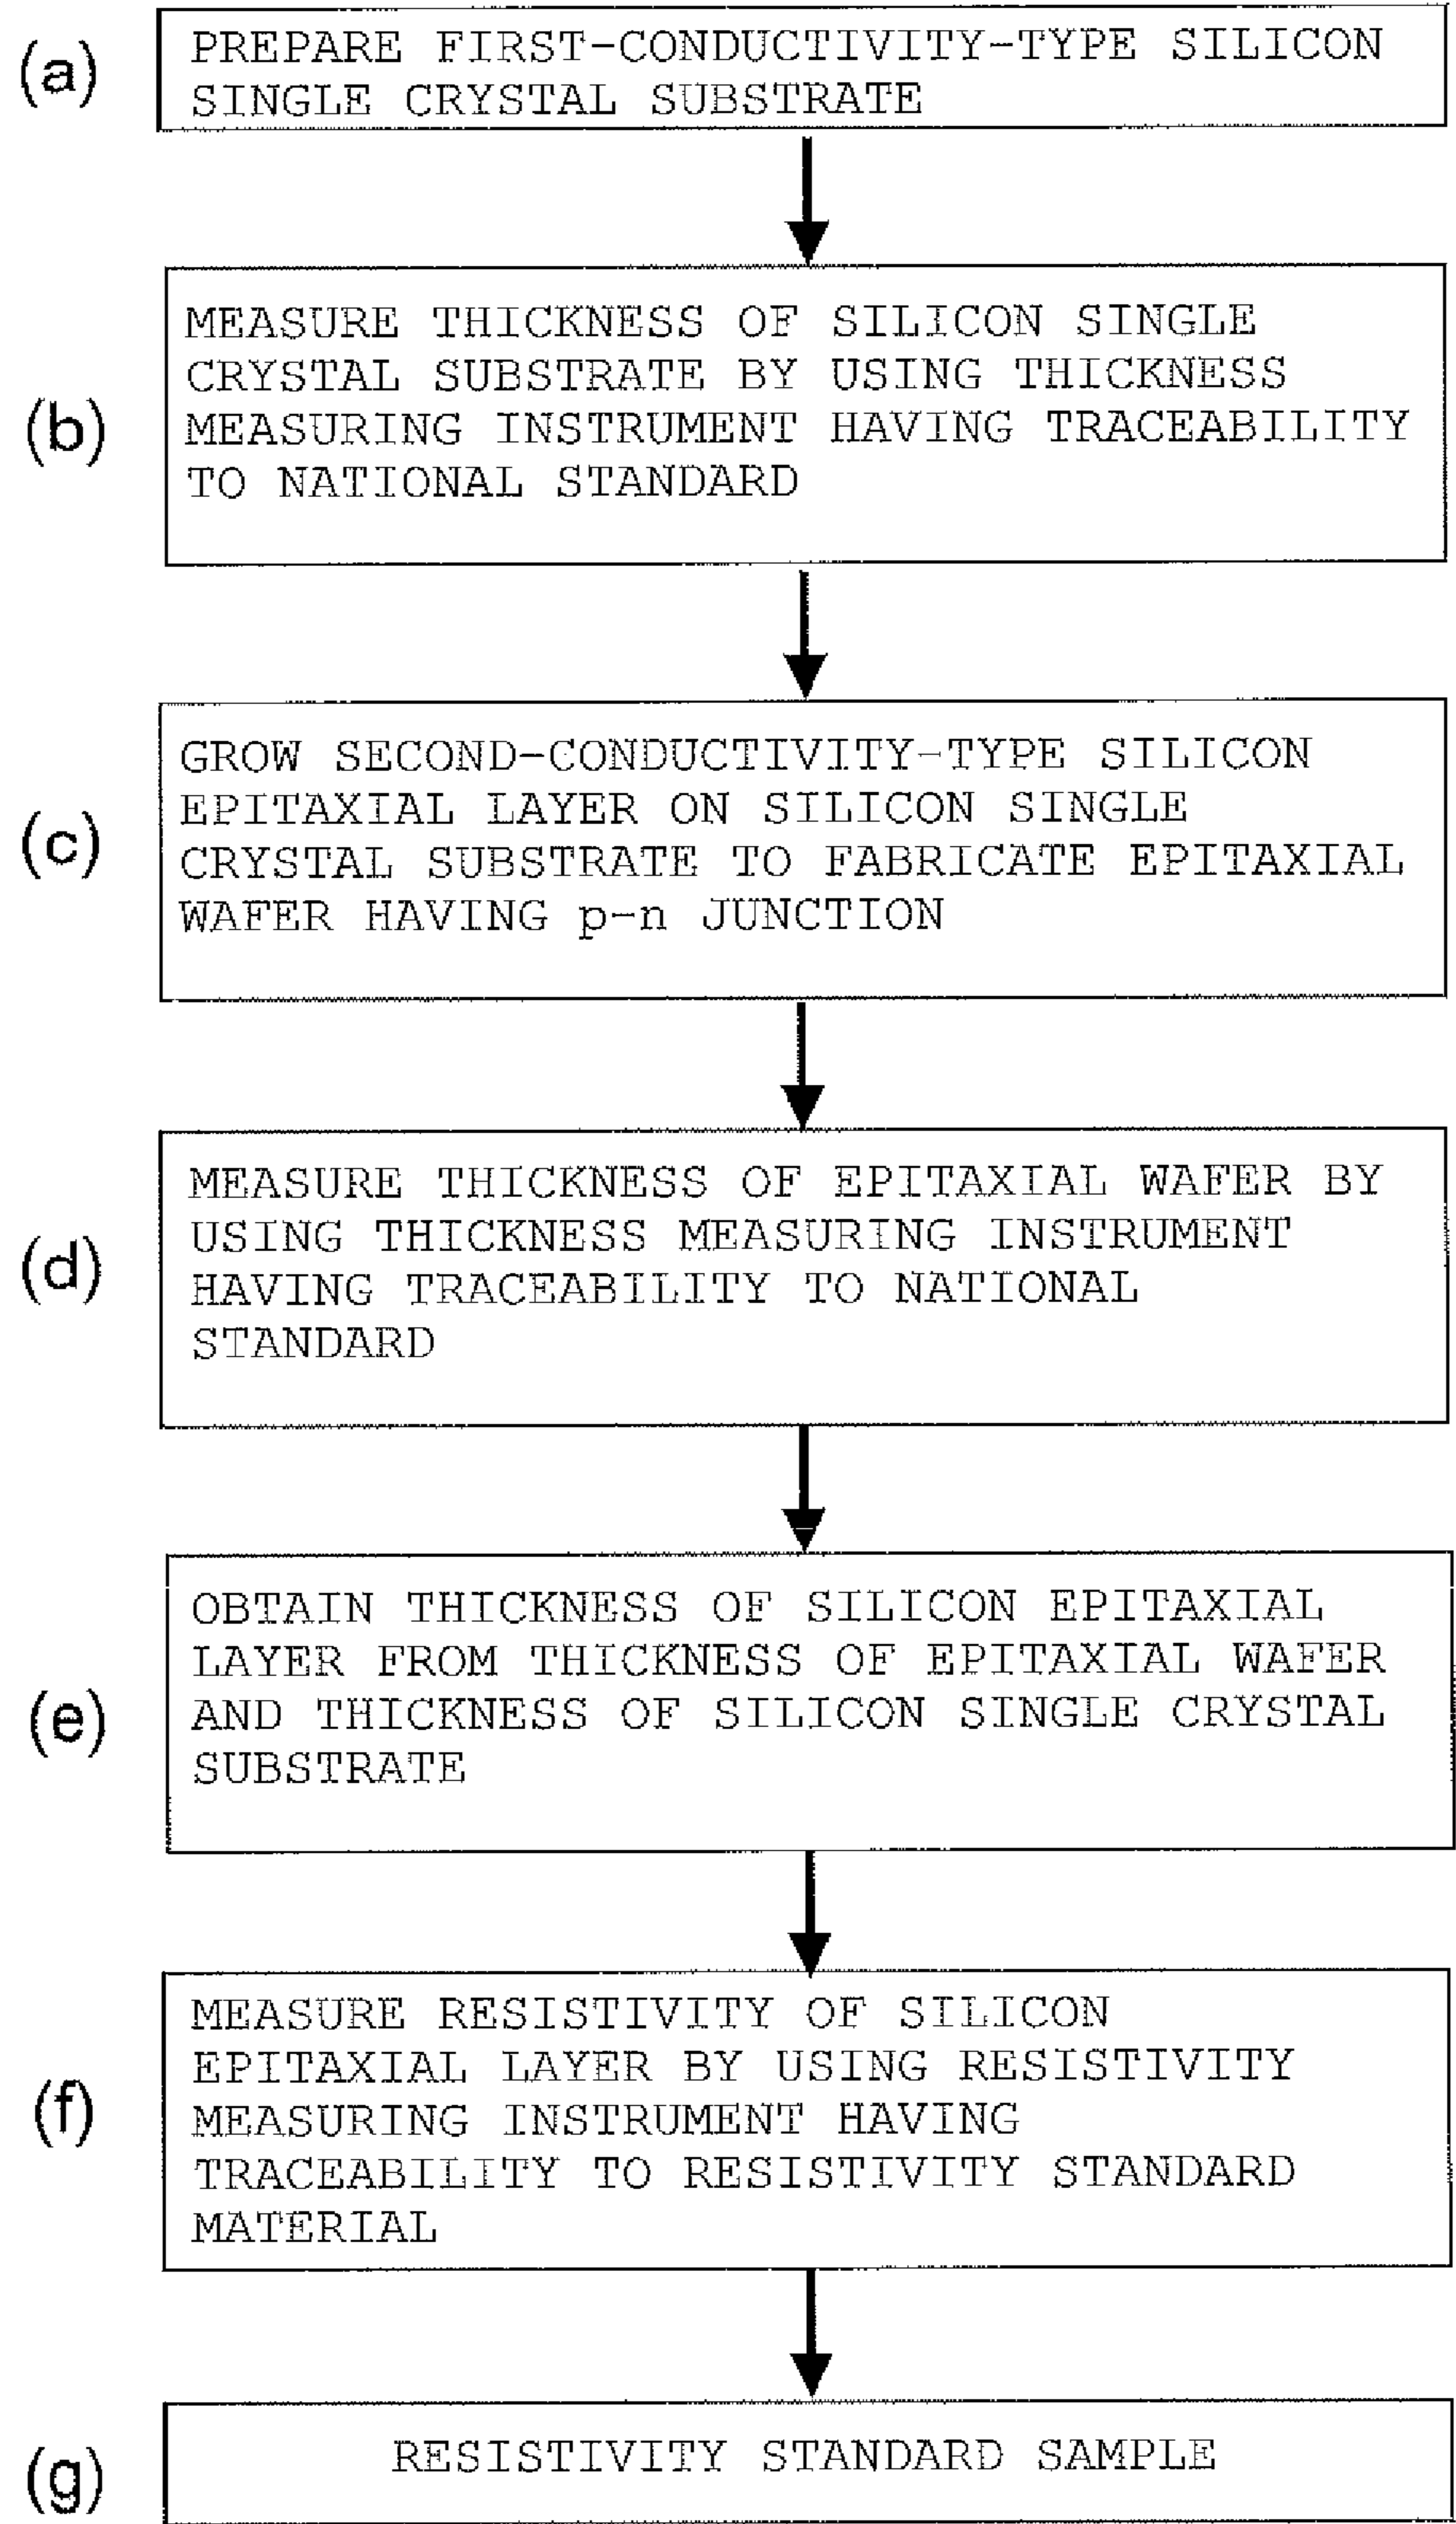 (a)
PREPARE FIRST-CONDUCTIVITY-TYPE SILICON
SINGLE CRYSTAL SUBSTRATE
(b)
MEASURE THICKNESS OF SILICON SINGLE
CRYSTAL SUBSTRATE BY USING THICKNESS
MEASURING INSTRUMENT HAVING TRACEABILITY
TO NATIONAL STANDARD
(c)
GROW SECOND-CONDUCTIVITY-TYPE SILICON
EPITAXIAL LAYER ON SILICON SINGLE
CRYSTAL SUBSTRATE TO FABRICATE EPITAXIAL
WAFER HAVING p-n JUNCTION
(d)
MEASURE THICKNESS OF EPITAXIAL WAFER BY
USING THICKNESS MEASURING INSTRUMENT
HAVING TRACEABILITY TO NATIONAL
STANDARD
(e)
OBTAIN THICKNESS OF SILICON EPITAXIAL
LAYER FROM THICKNESS OF EPITAXIAL WAFER
AND THICKNESS OF SILICON SINGLE CRYSTAL
SUBSTRATE
(f)
MEASURE RESISTIVITY OF SILICON
EPITAXIAL LAYER BY USING RESISTIVITY
MEASURING INSTRUMENT HAVING
TRACEABILITY TO RESISTIVITY STANDARD
MATERIAL
(g)
RESISTIVITY STANDARD SAMPLE